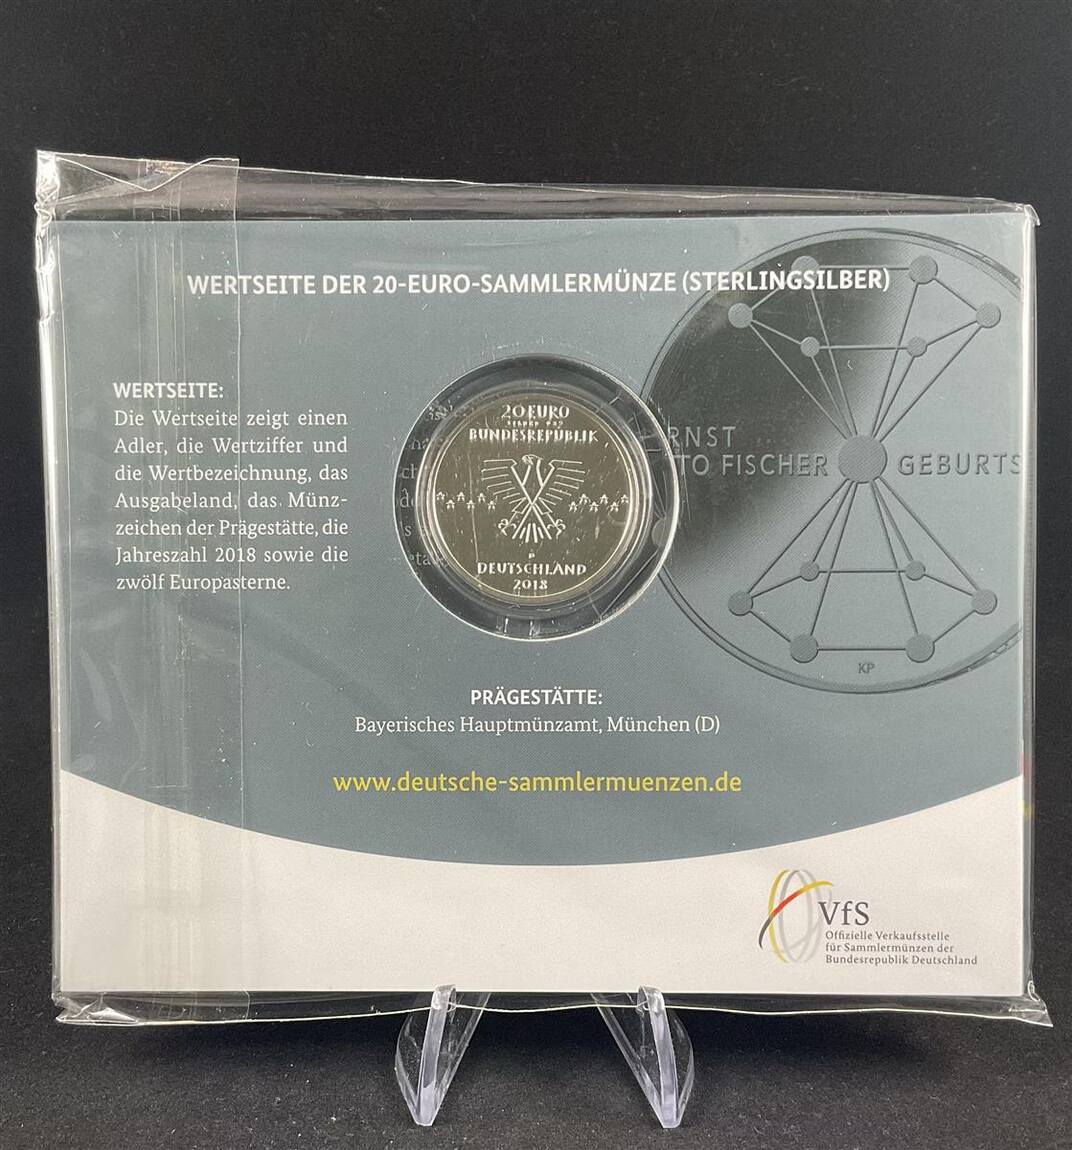 WERTSEITE DER 20-EURO-SAMMLERMÜNZE (STERLINGSILBER)
WERTSEITE:
Die Wertseite zeigt einen
Adler, die Wertziffer und
die Wertbezeichnung, das
Ausgabeland, das Münz-
zeichen der Prägestätte, die
Jahreszahl 2018 sowie die
zwölf Europasterne.
20 EURO
SILBER 925
BUNDESREPUBLIK
D
DEUTSCHLAND
2018
RNST
TO FISCHER
GEBURTS
KP
PRÄGESTÄTTE:
Bayerisches Hauptmünzamt, München (D)
www.deutsche-sammlermuenzen.de
VfS
Offizielle Verkaufsstelle
für Sammlermünzen der
Bundesrepublik Deutschland